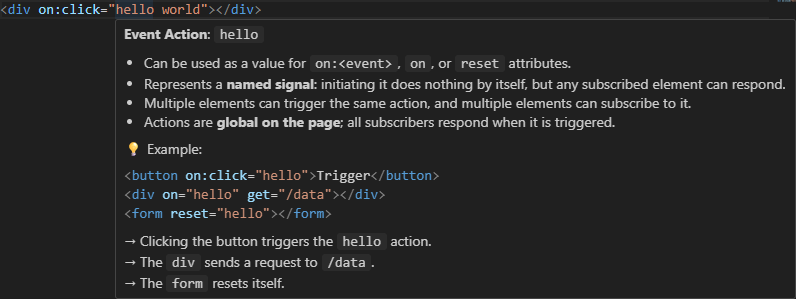 <div on:click="hello world"></div>
Event Action: hello
• Can be used as a value for on:<event>, on, or reset attributes.
• Represents a named signal: initiating it does nothing by itself, but any subscribed element can respond.
• Multiple elements can trigger the same action, and multiple elements can subscribe to it.
• Actions are global on the page; all subscribers respond when it is triggered.
💡 Example:
<button on:click="hello">Trigger</button>
<div on="hello" get="/data"></div>
<form reset="hello"></form>
→ Clicking the button triggers the hello action.
→ The div sends a request to /data.
→ The form resets itself.